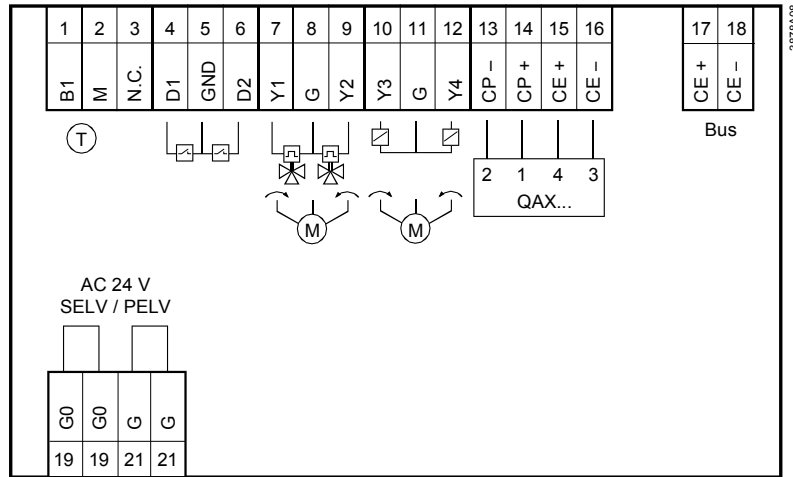 1 2 3 4 5 6 7 8 9 10 11 12 13 14 15 16 17 18
B1 M N.C. D1 GND D2 Y1 G Y2 Y3 G Y4 CP – CP + CE + CE – CE + CE –
T
Bus
2 1 4 3
QAX...
M M
AC 24 V
SELV / PELV
G0 G0 G G
19 19 21 21